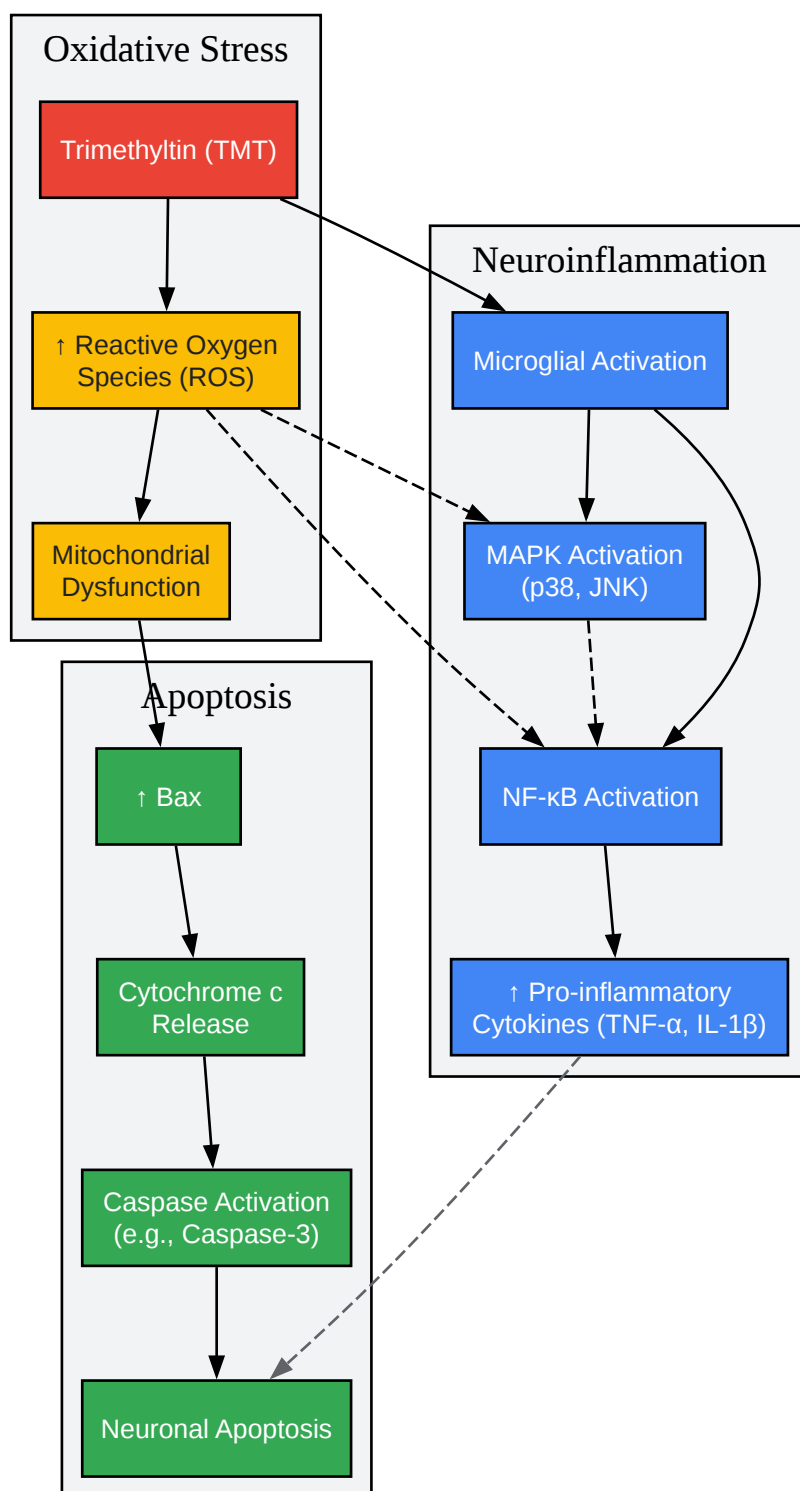 Oxidative Stress
Trimethyltin (TMT)
↑ Reactive Oxygen
Species (ROS)
Mitochondrial
Dysfunction
Neuroinflammation
Microglial Activation
MAPK Activation
(p38, JNK)
NF-κB Activation
↑ Pro-inflammatory
Cytokines (TNF-α, IL-1β)
Apoptosis
↑ Bax
Cytochrome c
Release
Caspase Activation
(e.g., Caspase-3)
Neuronal Apoptosis